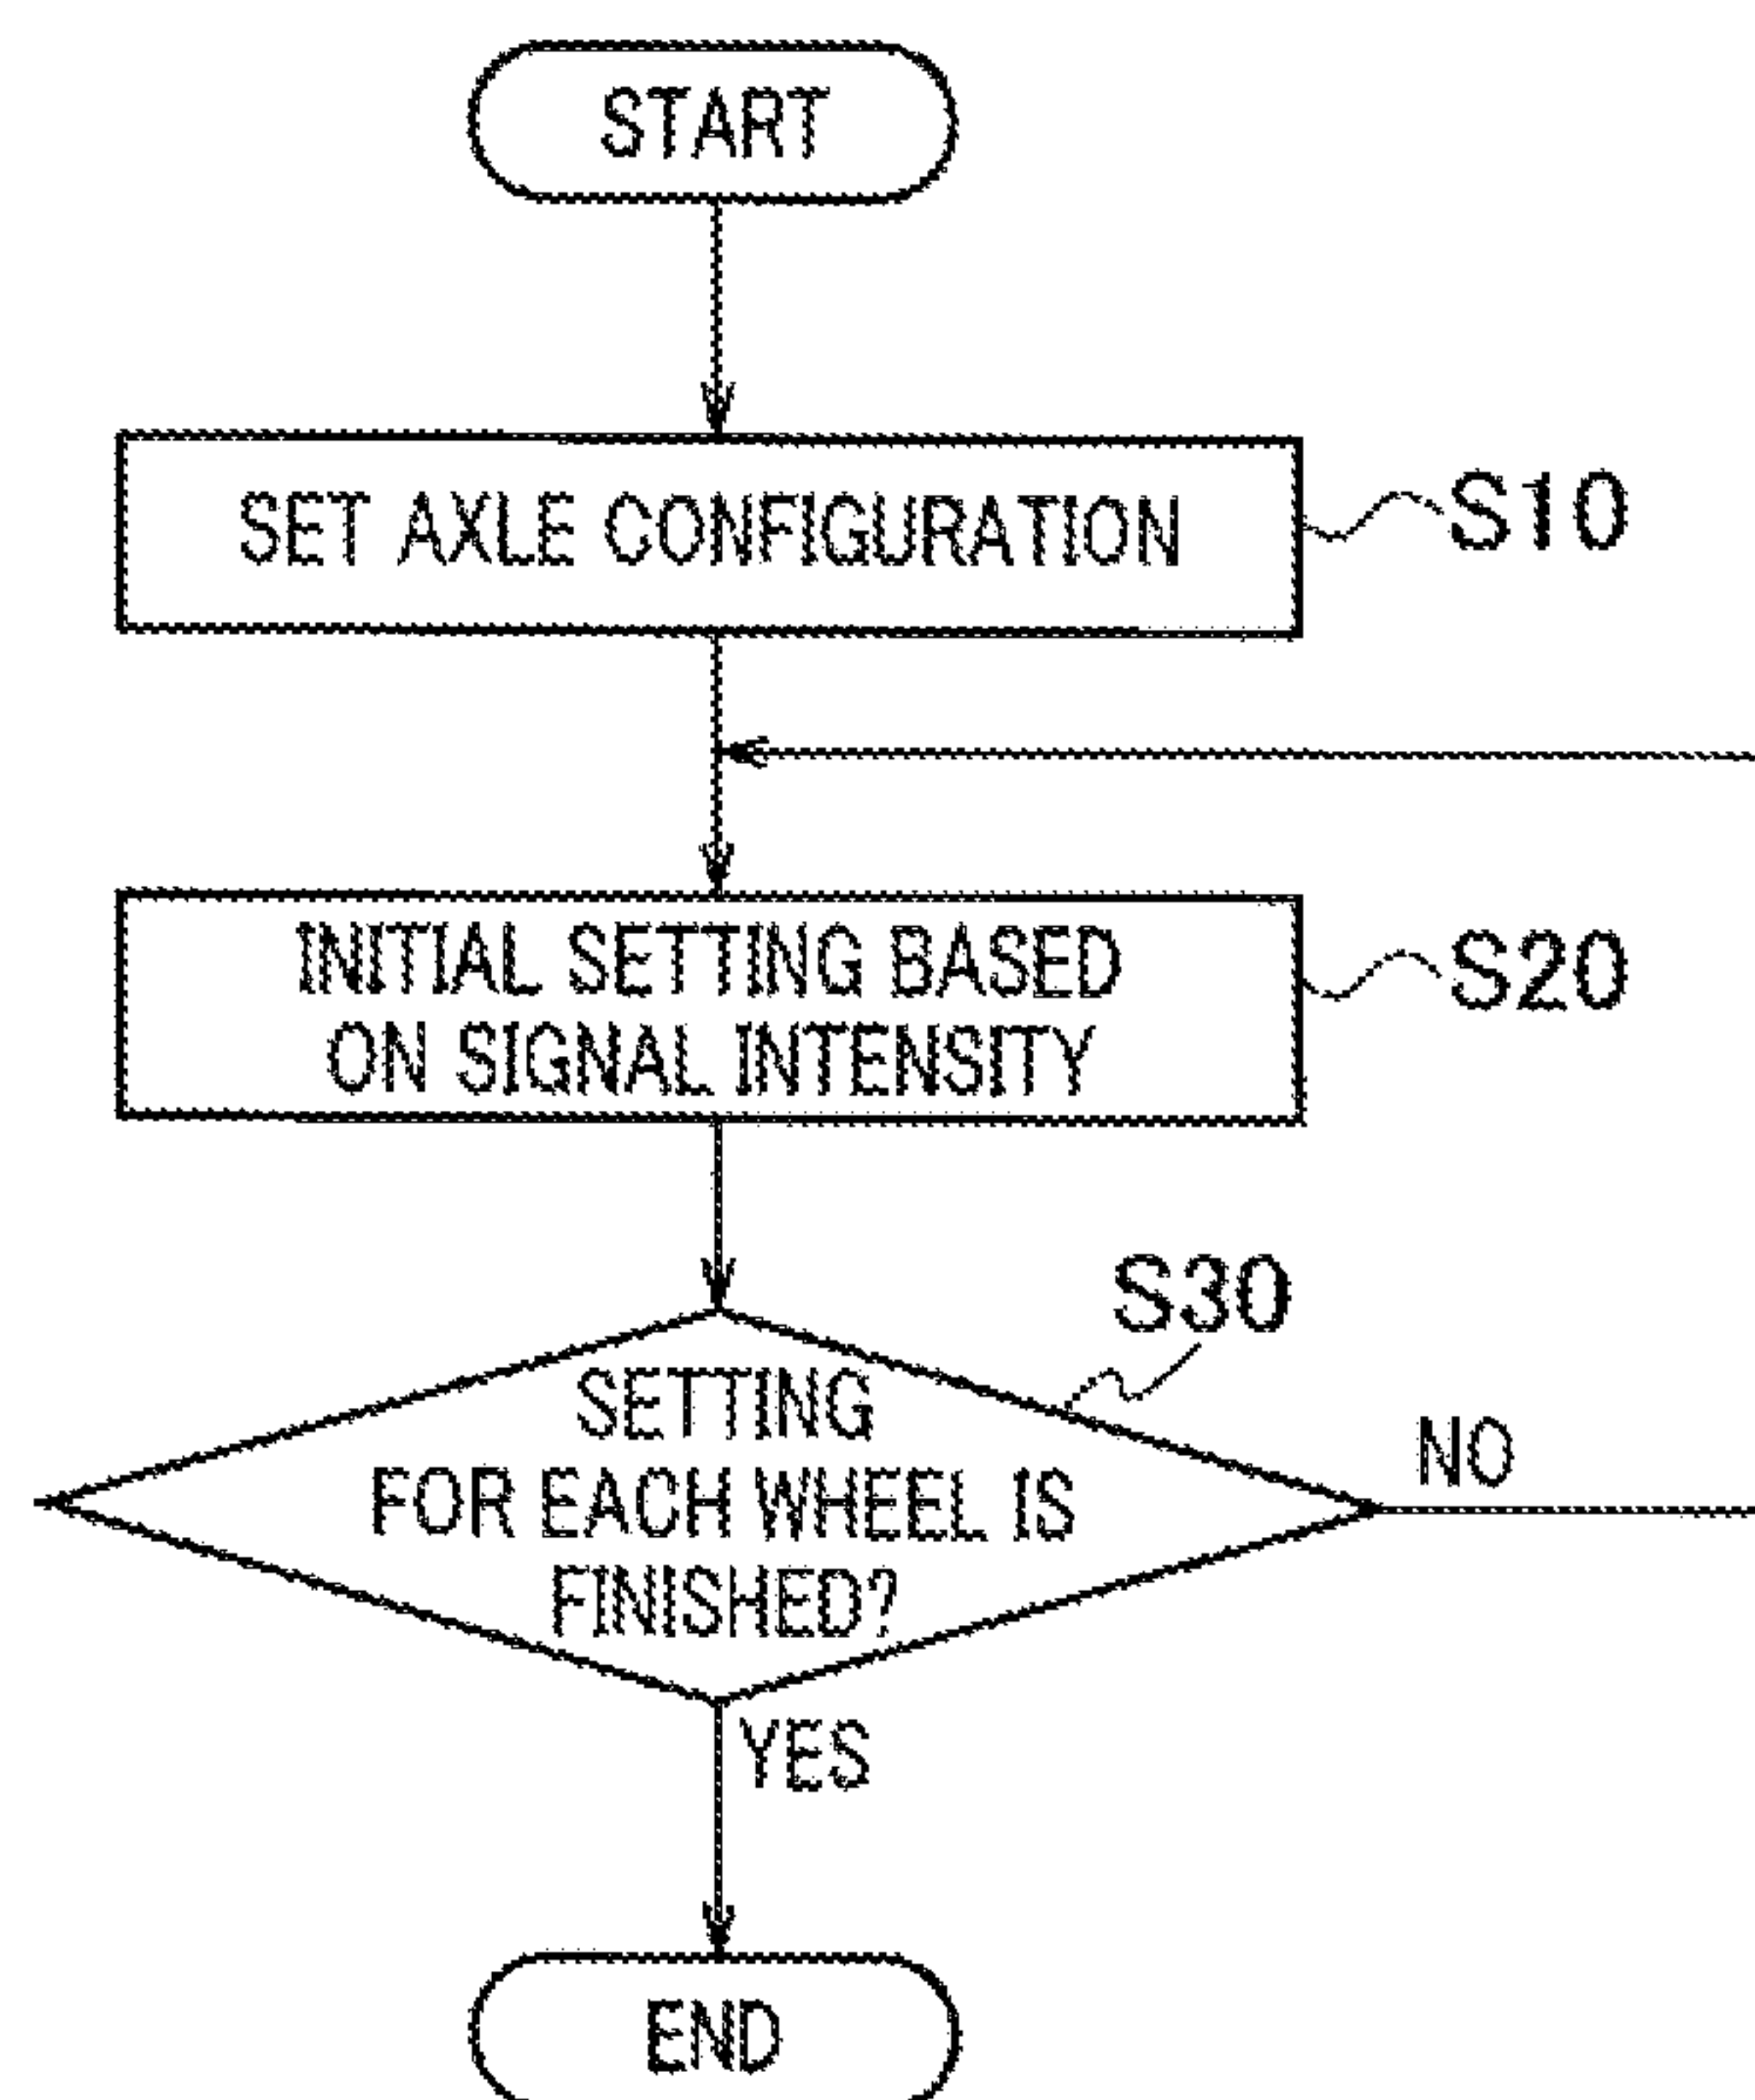 START
SET AXLE CONFIGURATION
S10
INITIAL SETTING BASED
ON SIGNAL INTENSITY
S20
S30
SETTING
FOR EACH WHEEL IS
FINISHED?
NO
YES
END